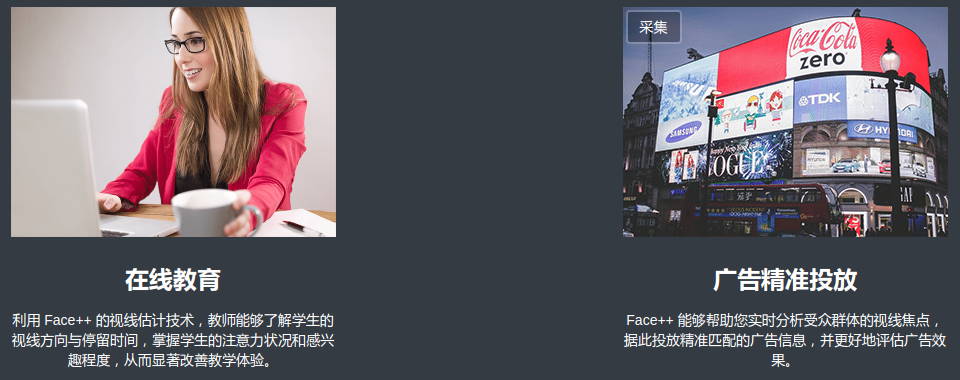 采集
Coca-Cola
zero
SAMSUNG
TDK
HYUNDAI
Happy New Year
VOGUE
在线教育
利用 Face++ 的视线估计技术，教师能够了解学生的
视线方向与停留时间，掌握学生的注意力状况和感兴
趣程度，从而显著改善教学体验。
广告精准投放
Face++ 能够帮助您实时分析受众群体的视线焦点，
据此投放精准匹配的广告信息，并更好地评估广告效
果。